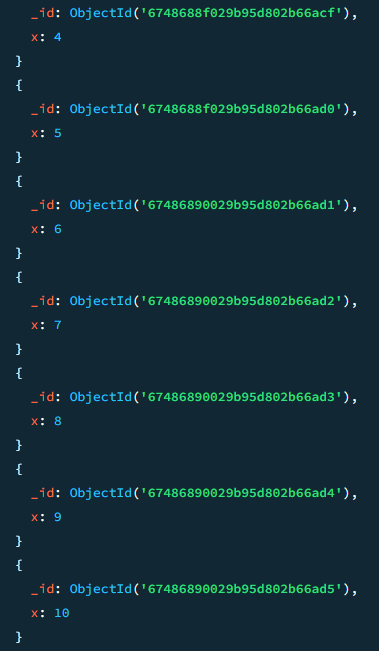 _id: ObjectId('6748688f029b95d802b66acf'),
x: 4
}
{
_id: ObjectId('6748688f029b95d802b66ad0'),
x: 5
}
{
_id: ObjectId('67486890029b95d802b66ad1'),
x: 6
}
{
_id: ObjectId('67486890029b95d802b66ad2'),
x: 7
}
{
_id: ObjectId('67486890029b95d802b66ad3'),
x: 8
}
{
_id: ObjectId('67486890029b95d802b66ad4'),
x: 9
}
{
_id: ObjectId('67486890029b95d802b66ad5'),
x: 10
}